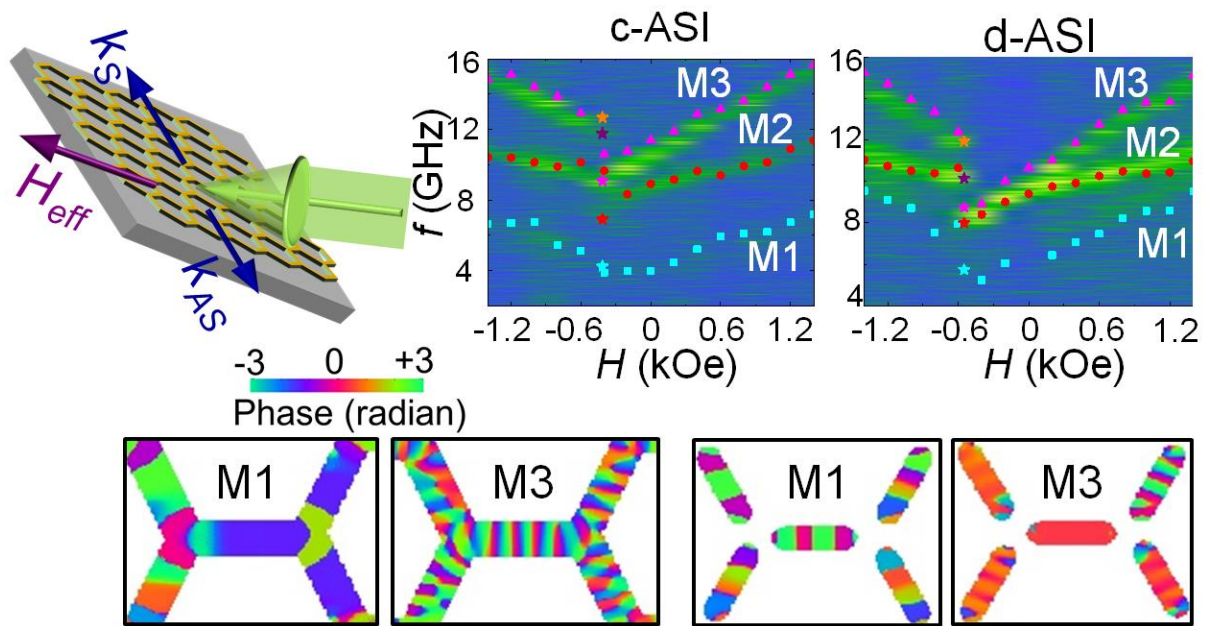 c-ASI
d-ASI
K_S
H_eff
K_AS
f (GHz)
16
12
8
4
M3
M2
M1
-1.2
-0.6
0
0.6
1.2
H (kOe)
16
12
8
4
M3
M2
M1
-1.2
-0.6
0
0.6
1.2
H (kOe)
-3 0 +3
Phase (radian)
M1
M3
M1
M3